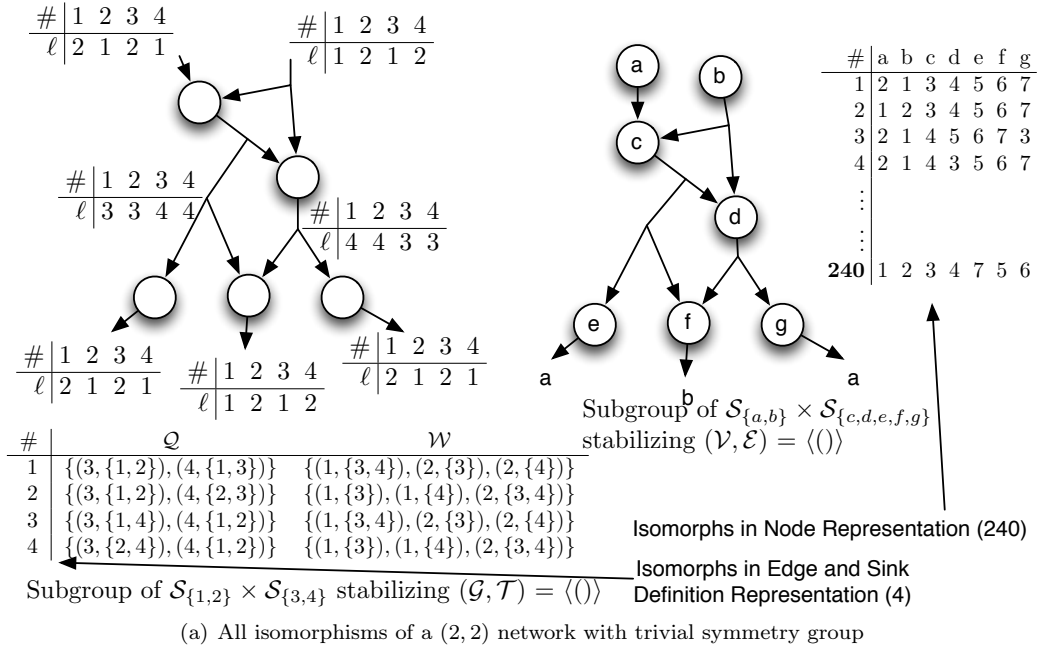 # 1 2 3 4
ℓ 2 1 2 1
# 1 2 3 4
ℓ 1 2 1 2
# 1 2 3 4
ℓ 3 3 4 4
# 1 2 3 4
ℓ 4 4 3 3
# 1 2 3 4
ℓ 2 1 2 1
# 1 2 3 4
ℓ 1 2 1 2
# 1 2 3 4
ℓ 2 1 2 1
a
b
c
d
e
f
g
a
b
a
# a b c d e f g
1 2 1 3 4 5 6 7
2 1 2 3 4 5 6 7
3 2 1 4 5 6 7 3
4 2 1 4 3 5 6 7
⋮
⋮
240 1 2 3 4 7 5 6
Subgroup of S_{a,b} × S_{c,d,e,f,g}
stabilizing (V, E) = ⟨()⟩
# Q W
1 {(3, {1, 2}), (4, {1, 3})} {(1, {3, 4}), (2, {3}), (2, {4})}
2 {(3, {1, 2}), (4, {2, 3})} {(1, {3}), (1, {4}), (2, {3, 4})}
3 {(3, {1, 4}), (4, {1, 2})} {(1, {3, 4}), (2, {3}), (2, {4})}
4 {(3, {2, 4}), (4, {1, 2})} {(1, {3}), (1, {4}), (2, {3, 4})}
Isomorphs in Node Representation (240)
Isomorphs in Edge and Sink
Definition Representation (4)
Subgroup of S_{1,2} × S_{3,4} stabilizing (G, T) = ⟨()⟩
(a) All isomorphisms of a (2, 2) network with trivial symmetry group